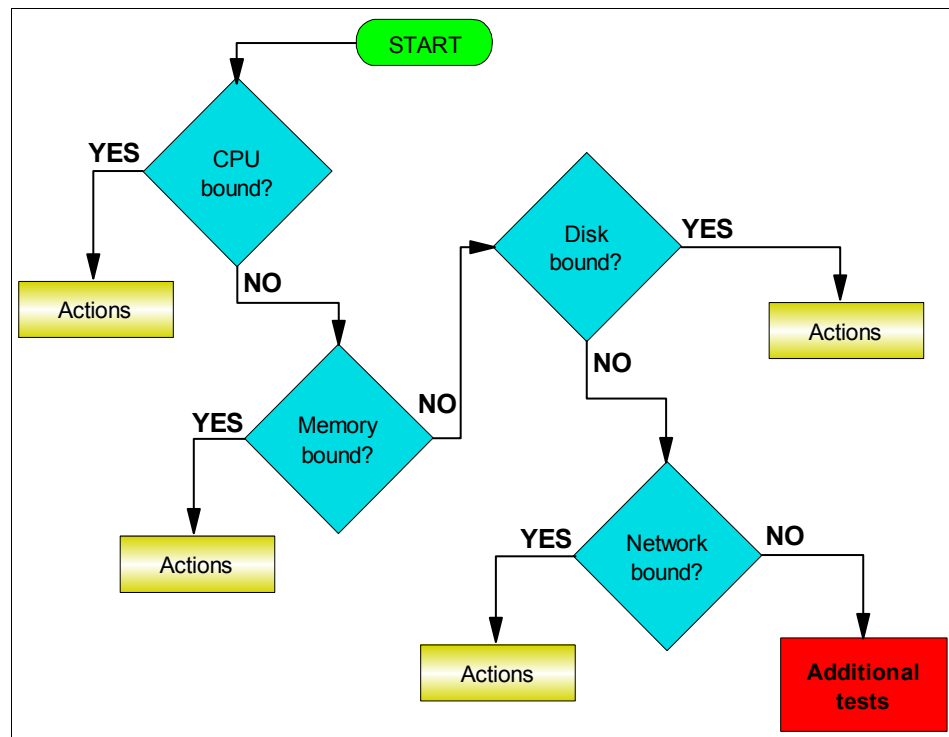 START
YES
CPU
bound?
NO
Actions
YES
Memory
bound?
NO
Actions
Disk
bound?
YES
Actions
NO
YES
Network
bound?
NO
Actions
Additional
tests